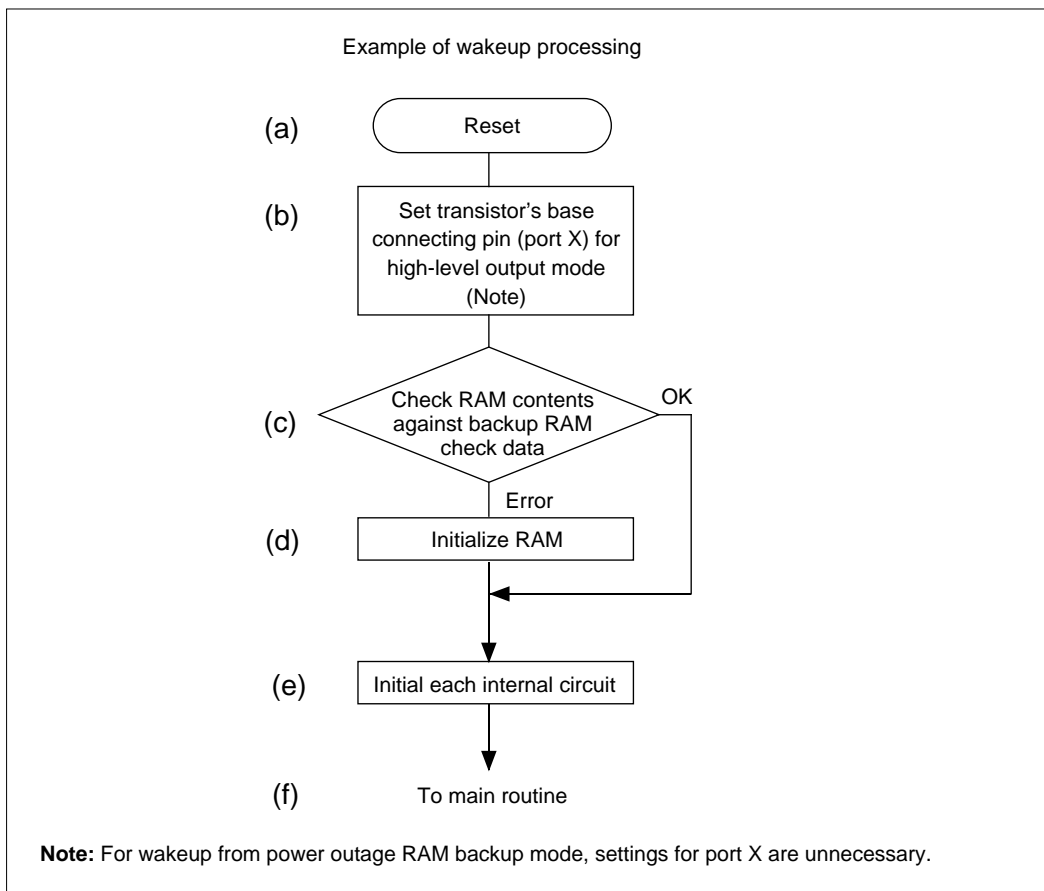 Example of wakeup processing
(a)
Reset
(b)
Set transistor's base
connecting pin (port X) for
high-level output mode
(Note)
(c)
Check RAM contents
against backup RAM
check data
OK
Error
(d)
Initialize RAM
(e)
Initial each internal circuit
(f)
To main routine
Note: For wakeup from power outage RAM backup mode, settings for port X are unnecessary.